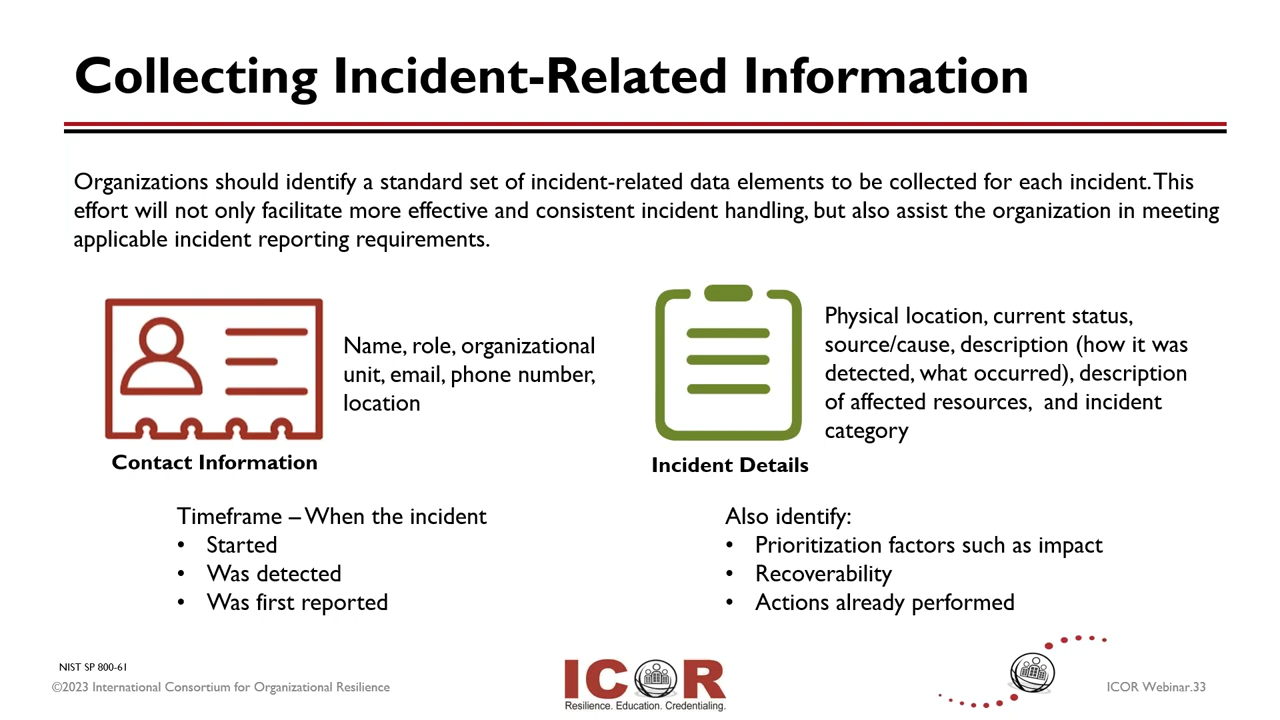 Collecting Incident-Related Information
Organizations should identify a standard set of incident-related data elements to be collected for each incident. This
effort will not only facilitate more effective and consistent incident handling, but also assist the organization in meeting
applicable incident reporting requirements.
Name, role, organizational
unit, email, phone number,
location
Contact Information
Physical location, current status,
source/cause, description (how it was
detected, what occurred), description
of affected resources, and incident
category
Incident Details
Timeframe – When the incident
• Started
• Was detected
• Was first reported
Also identify:
• Prioritization factors such as impact
• Recoverability
• Actions already performed
NIST SP 800-61
©2023 International Consortium for Organizational Resilience
ICOR
Resilience. Education. Credentialing.
ICOR Webinar.33